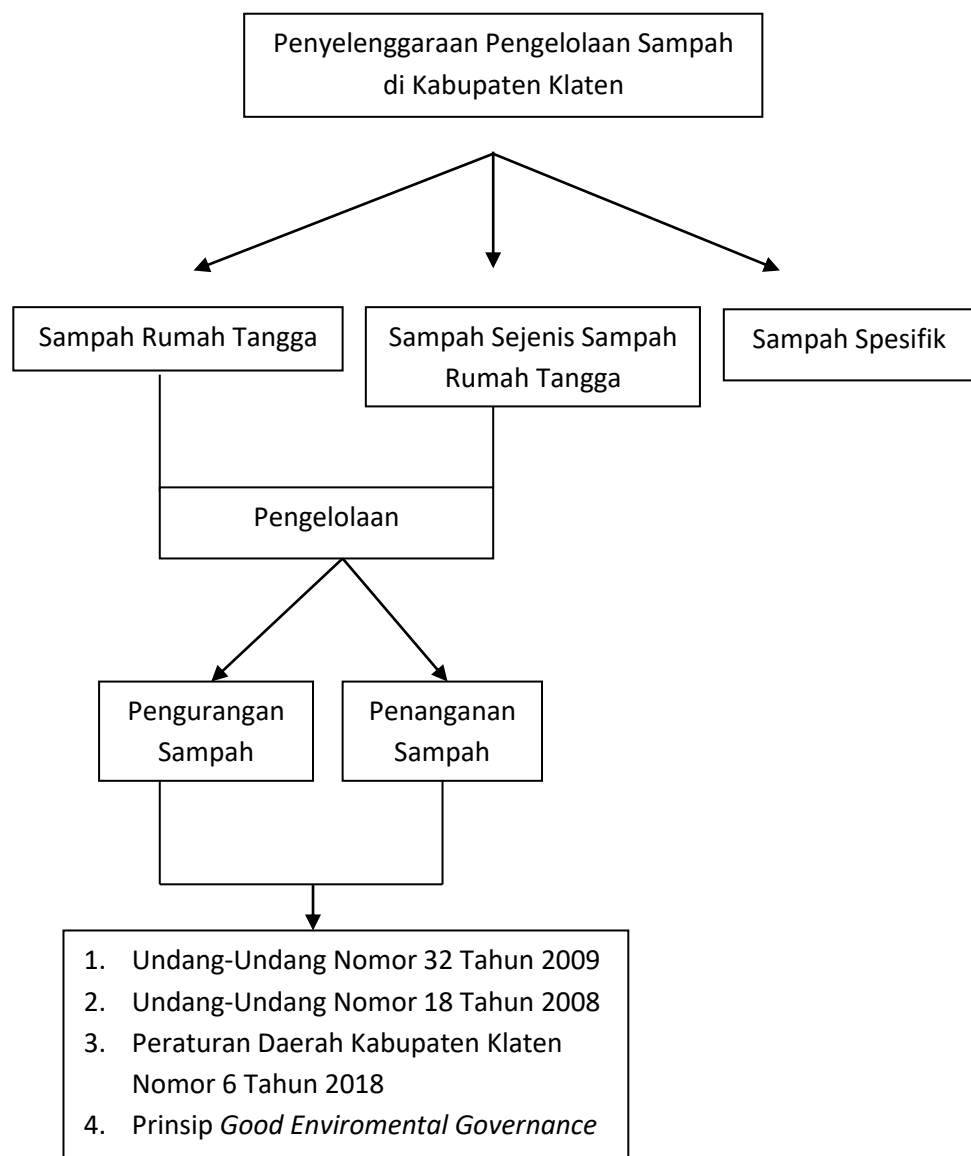 Penyelenggaraan Pengelolaan Sampah
di Kabupaten Klaten
Sampah Rumah Tangga
Sampah Sejenis Sampah
Rumah Tangga
Sampah Spesifik
Pengelolaan
Pengurangan
Sampah
Penanganan
Sampah
1. Undang-Undang Nomor 32 Tahun 2009
2. Undang-Undang Nomor 18 Tahun 2008
3. Peraturan Daerah Kabupaten Klaten
Nomor 6 Tahun 2018
4. Prinsip Good Enviromental Governance